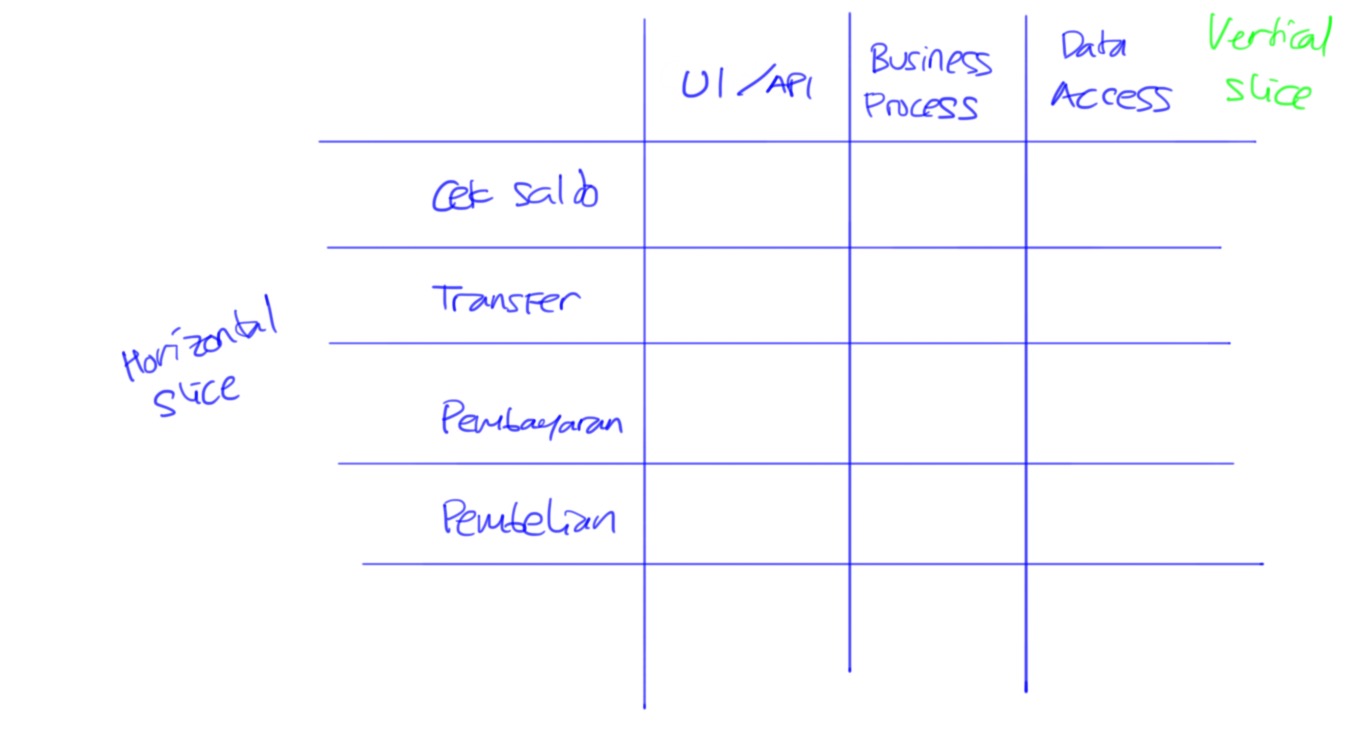 UI/API
Business
Process
Data
Access
Vertical
slice
Cek saldo
Transfer
Horizontal
slice
Pembayaran
Pembelian